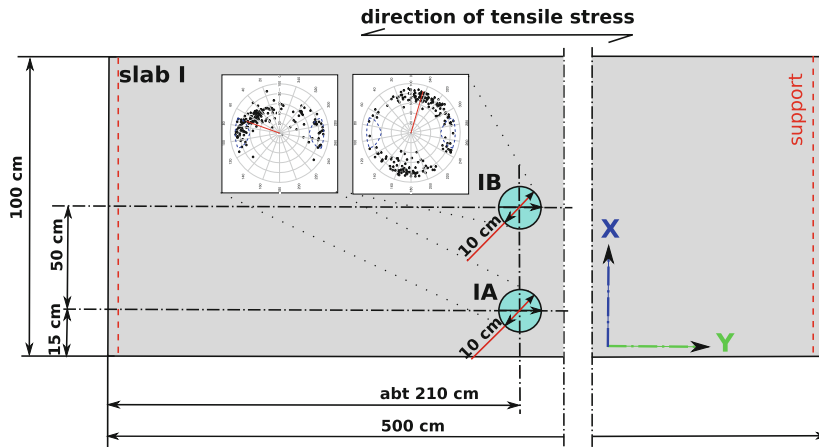 direction of tensile stress
slab I
support
100 cm
IB
10 cm
50 cm
X
IA
10 cm
15 cm
Y
abt 210 cm
500 cm